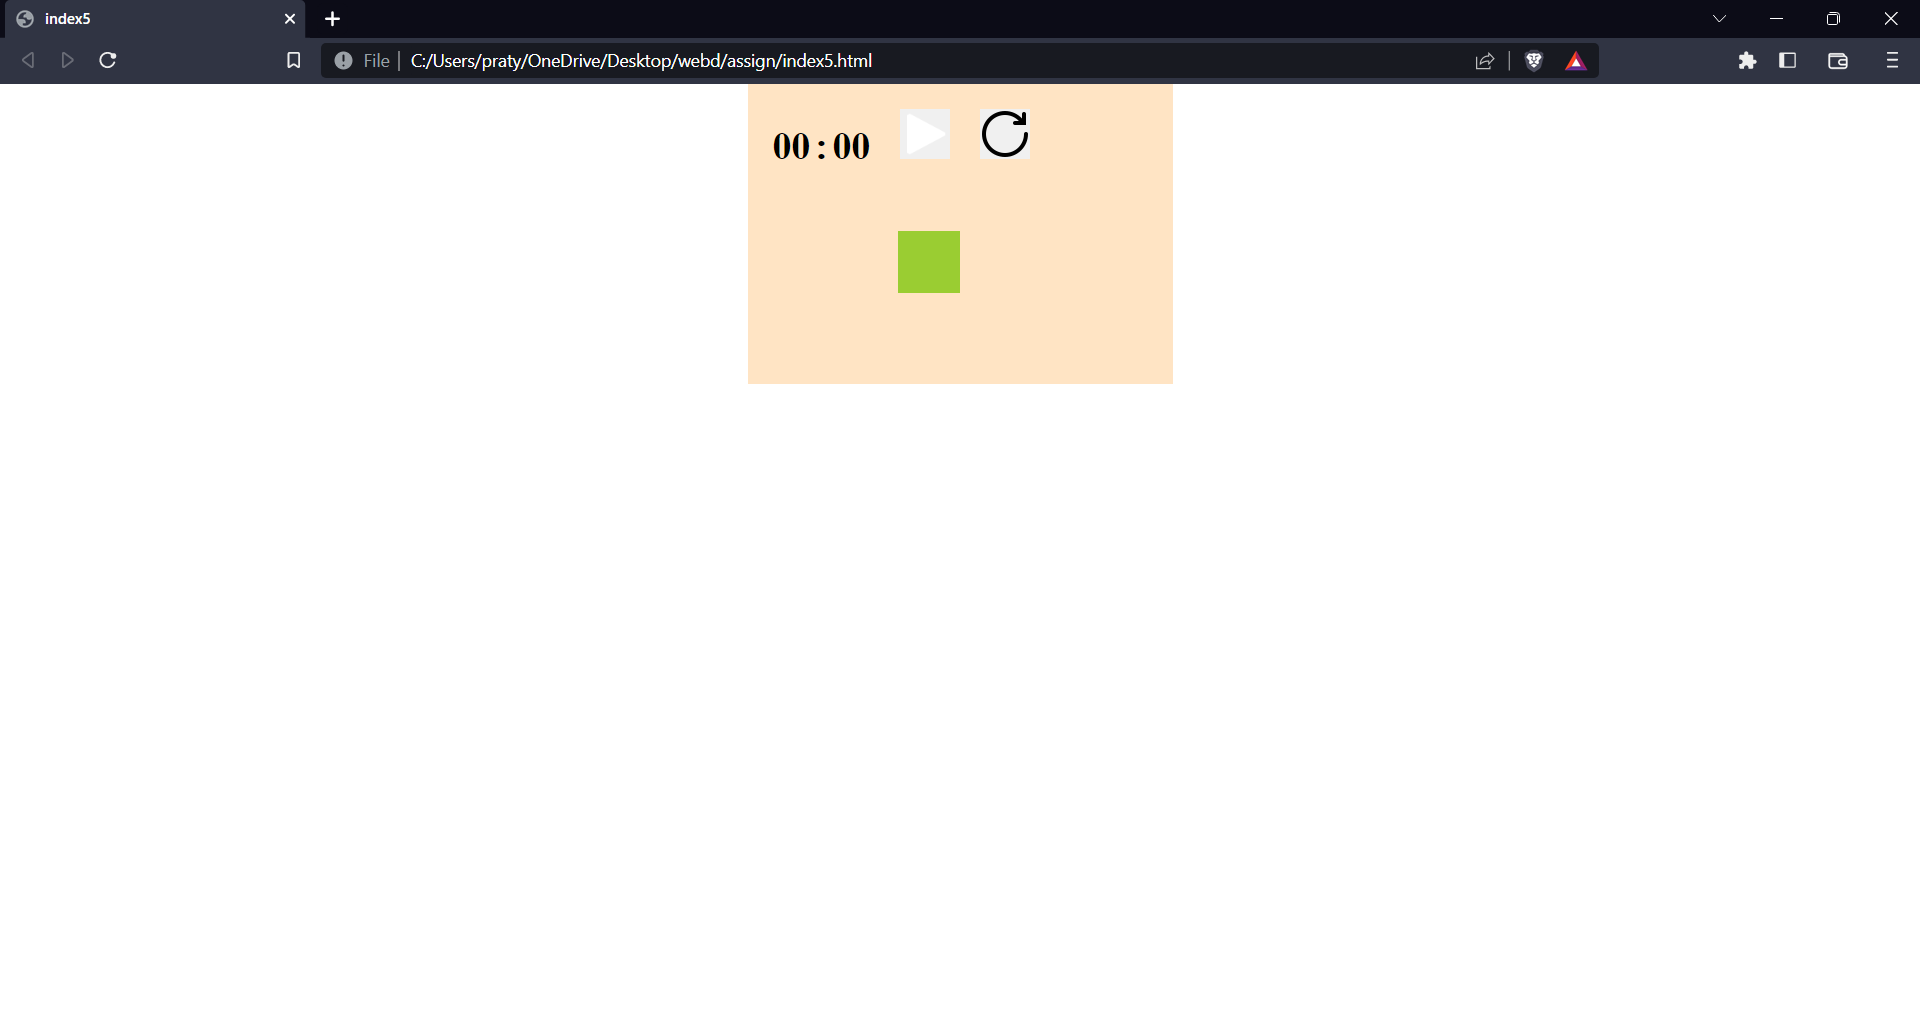 index5
File C:/Users/praty/OneDrive/Desktop/webd/assign/index5.html
00 : 00